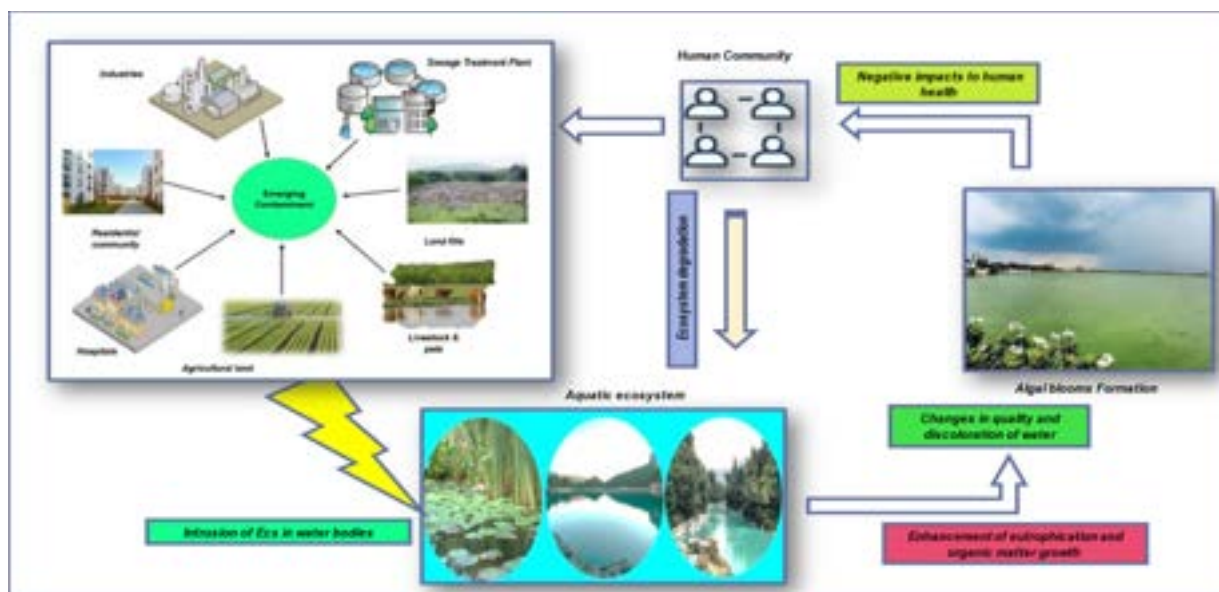 Industries
Sewage Treatment Plant
Emerging
Contaminant
Residential
community
Land fills
Hospitals
Agricultural land
Livestock &
pets
Human Community
Negative impacts to human
health
Ecosystem degradation
Algal blooms Formation
Aquatic ecosystem
Changes in quality and
discoloration of water
Intrusion of Ecs in water bodies
Enhancement of eutrophication and
organic matter growth